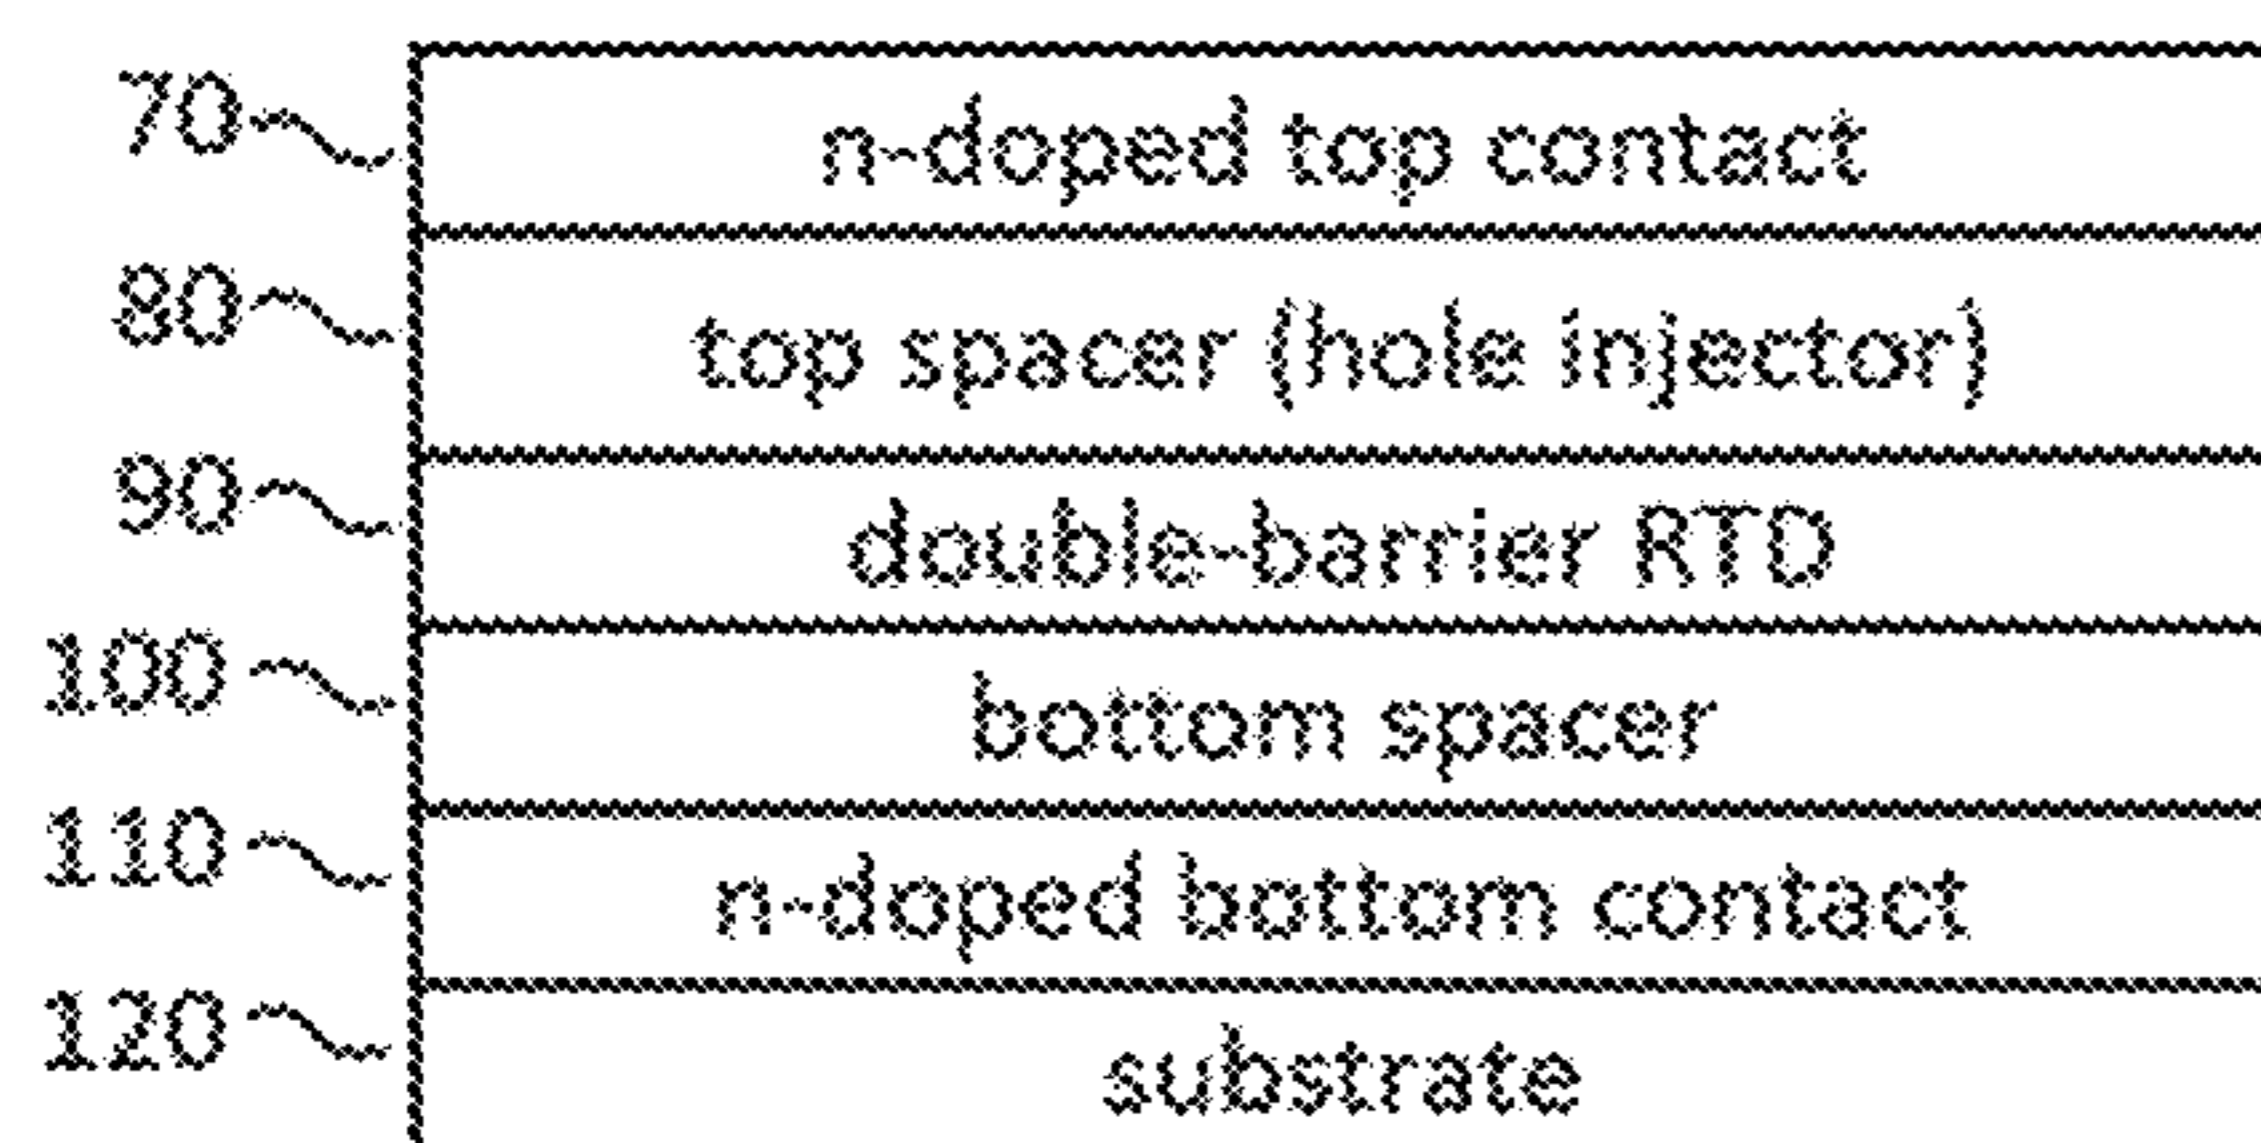 70 n-doped top contact
80 top spacer (hole injector)
90 double-barrier RTD
100 bottom spacer
110 n-doped bottom contact
120 substrate